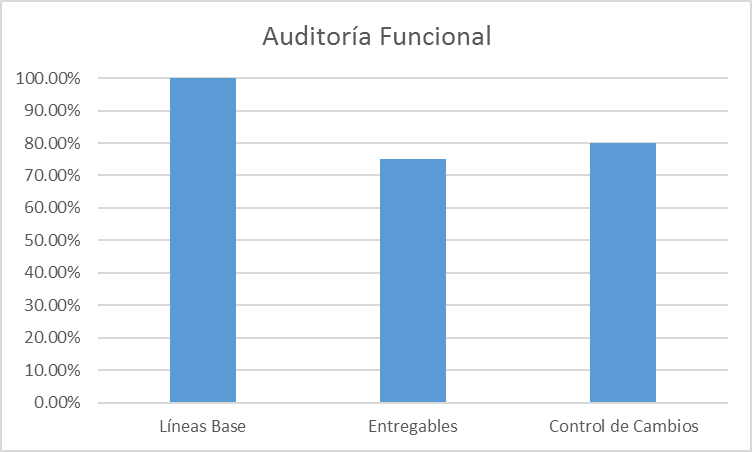 Auditoría Funcional
100.00%
90.00%
80.00%
70.00%
60.00%
50.00%
40.00%
30.00%
20.00%
10.00%
0.00%
Líneas Base
Entregables
Control de Cambios